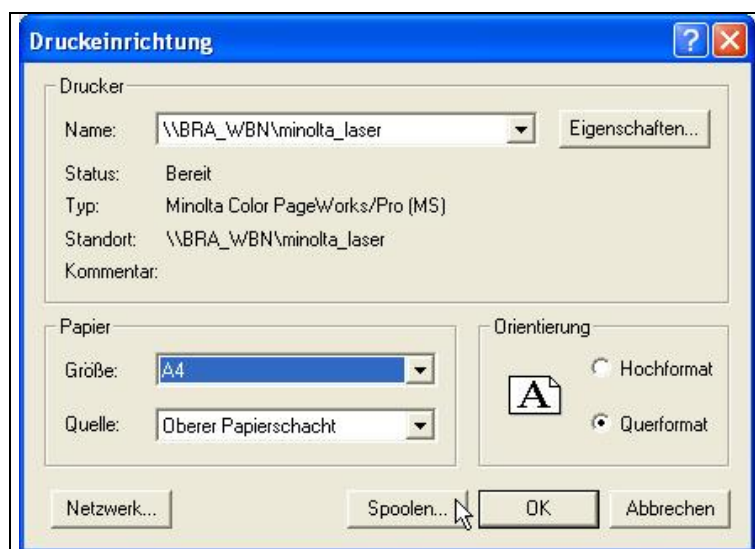 Druckeinrichtung
Drucker
Name: \\BRA_WBN\minolta_laser Eigenschaften...
Status: Bereit
Typ: Minolta Color PageWorks/Pro (MS)
Standort: \\BRA_WBN\minolta_laser
Kommentar:
Papier
Größe: A4
Quelle: Oberer Papierschacht
Orientierung
A
Hochformat
Querformat
Netzwerk... Spoolen... OK Abbrechen